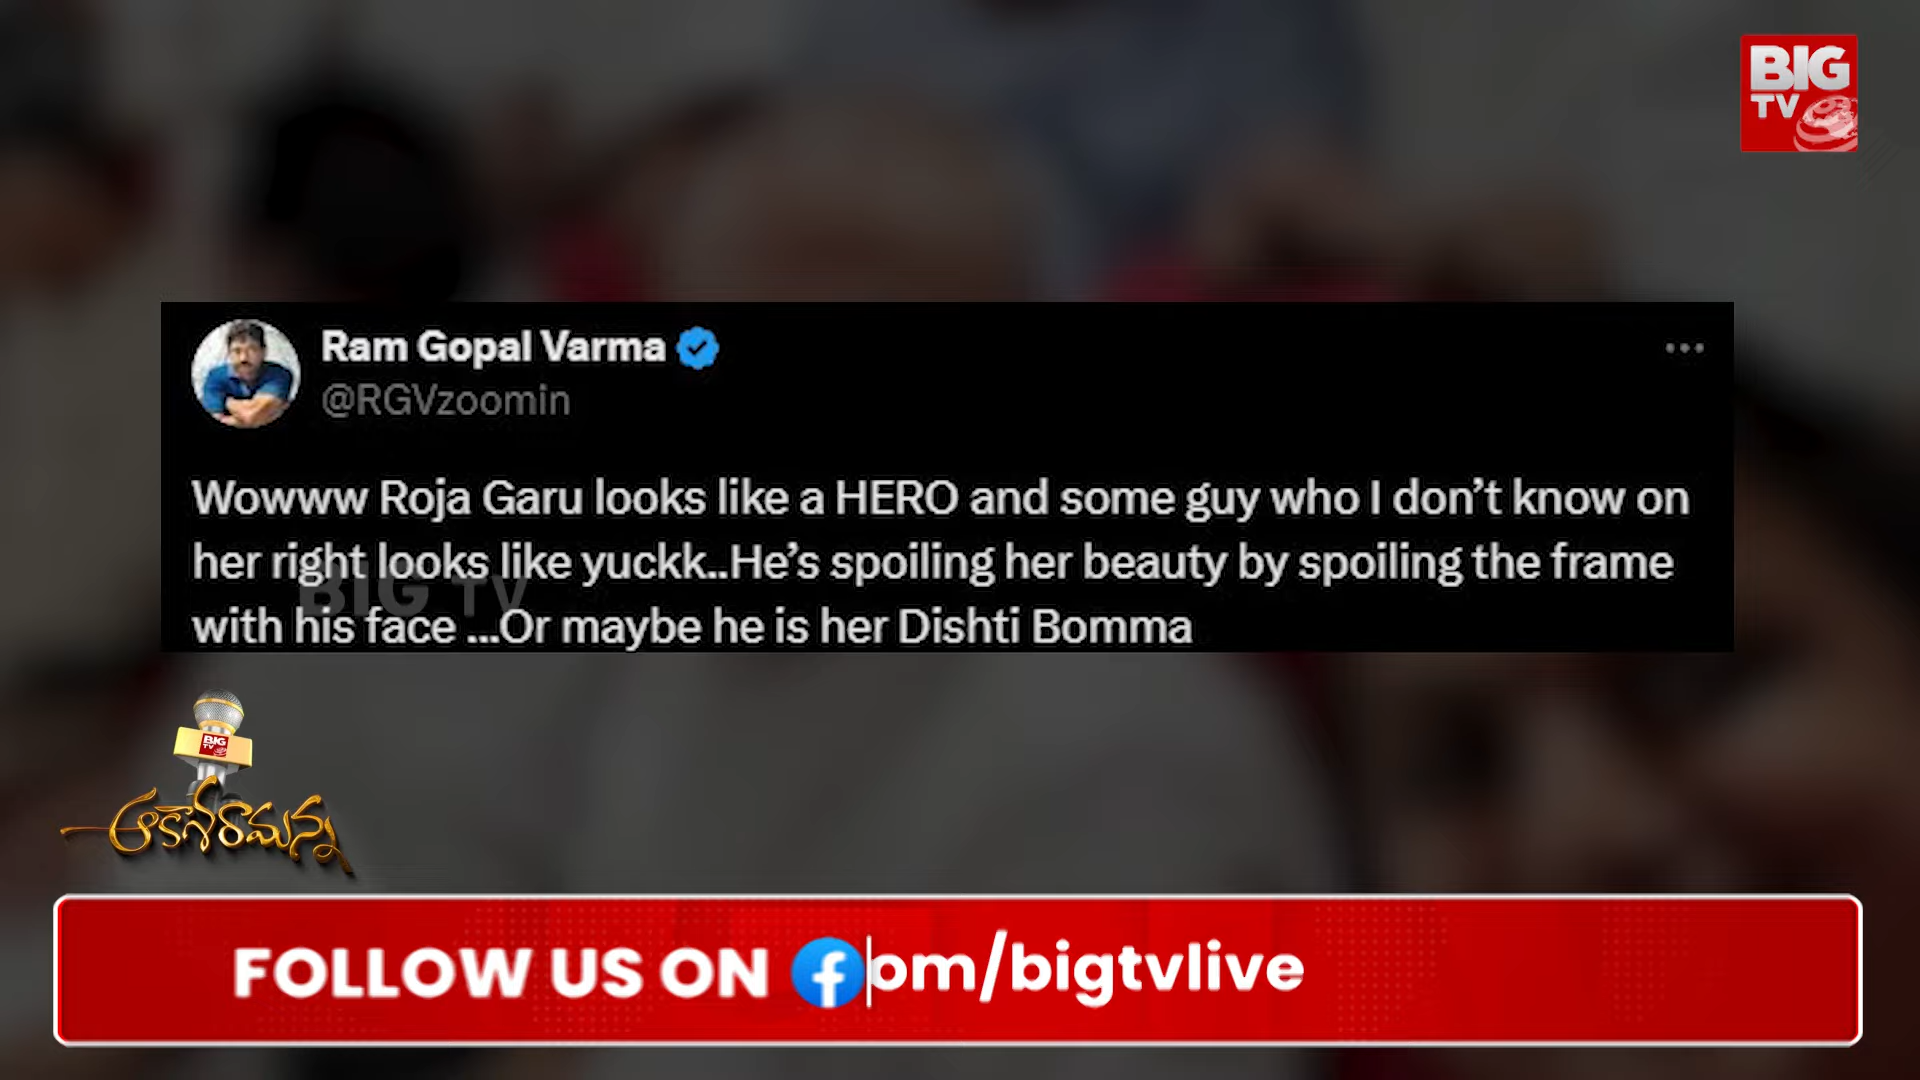 BIG
TV
Ram Gopal Varma
@RGVzoomin
Wowww Roja Garu looks like a HERO and some guy who I don’t know on
her right looks like yuckk..He’s spoiling her beauty by spoiling the frame
with his face ...Or maybe he is her Dishti Bomma
BIG TV
BIG
TV
ఆకాశరామన్న
FOLLOW US ON om/bigtvlive